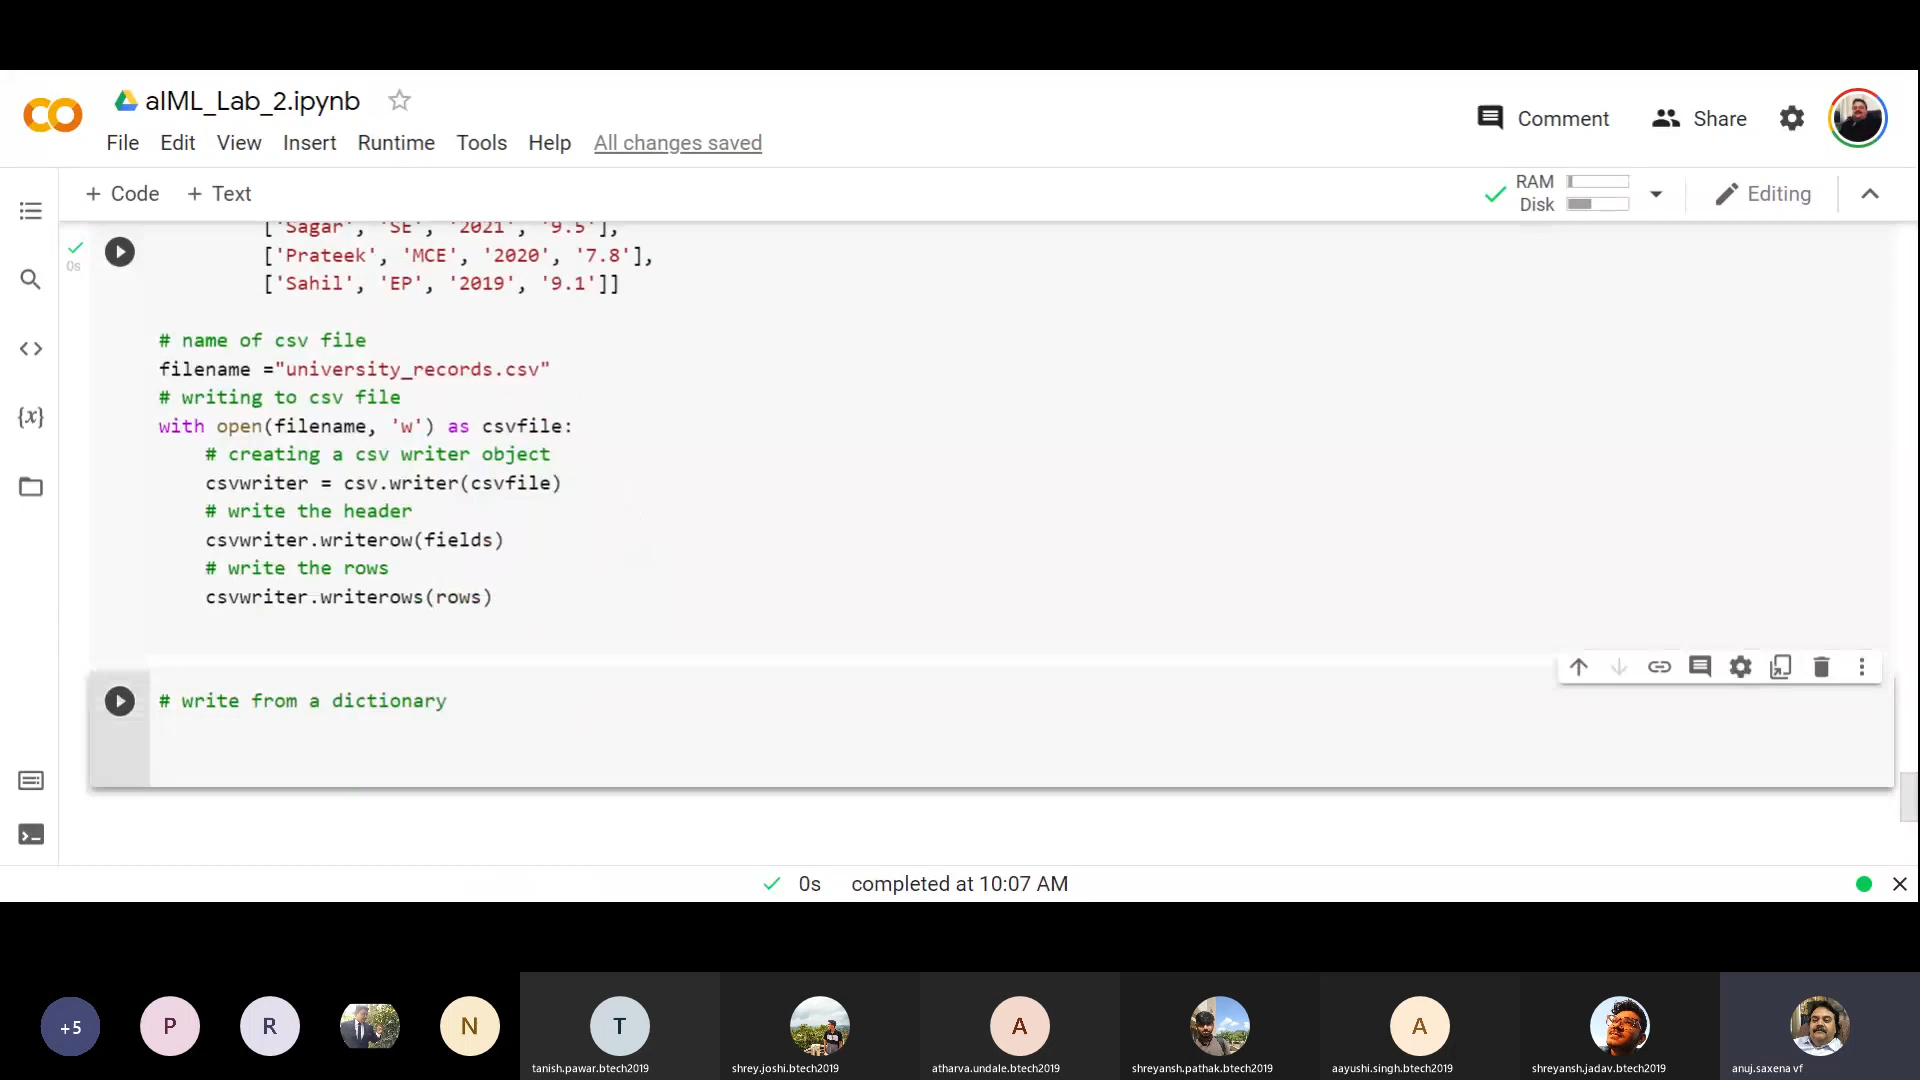 aIML_Lab_2.ipynb
Comment
Share
File Edit View Insert Runtime Tools Help All changes saved
+ Code + Text
RAM
Disk
Editing
['Sagar', 'SE', '2021', '9.5'],
0s
['Prateek', 'MCE', '2020', '7.8'],
['Sahil', 'EP', '2019', '9.1']]
# name of csv file
filename ="university_records.csv"
# writing to csv file
with open(filename, 'w') as csvfile:
# creating a csv writer object
csvwriter = csv.writer(csvfile)
# write the header
csvwriter.writerow(fields)
# write the rows
csvwriter.writerows(rows)
# write from a dictionary
{x}
0s completed at 10:07 AM
+5
P
R
N
T
A
A
tanish.pawar.btech2019
shrey.joshi.btech2019
atharva.undale.btech2019
shreyansh.pathak.btech2019
aayushi.singh.btech2019
shreyansh.jadav.btech2019
anuj.saxena vf